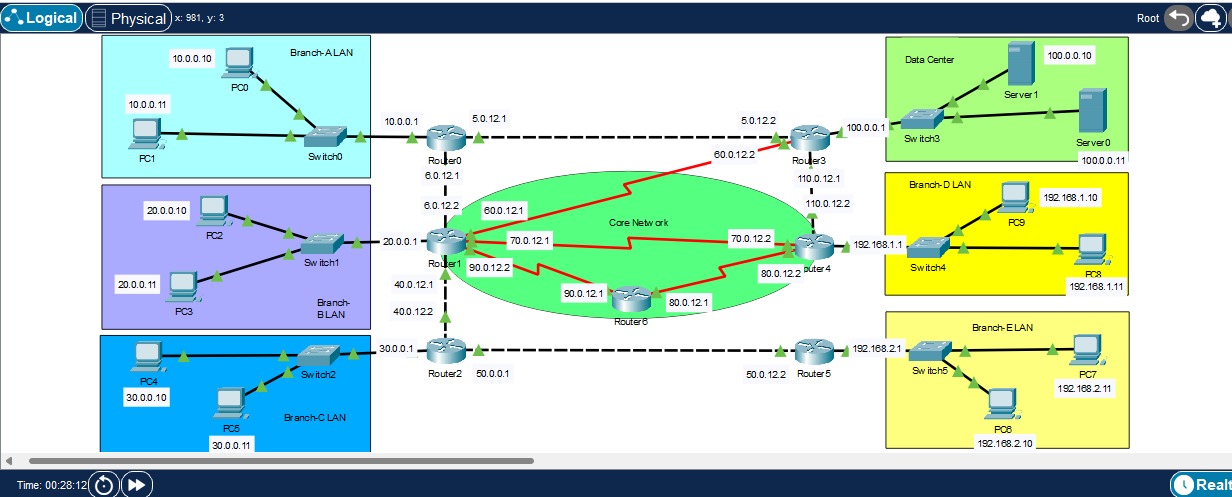 Logical
Physical
x: 981, y: 3
Root
Branch-A LAN
10.0.0.10
PC0
10.0.0.11
PC1
Switch0
10.0.0.1
Router0
5.0.12.1
6.0.12.1
6.0.12.2
5.0.12.2
Router3
60.0.12.2
100.0.0.1
110.0.12.1
110.0.12.2
Data Center
100.0.0.10
Server1
Switch3
Server0
100.0.0.11
20.0.0.10
PC2
20.0.0.11
PC3
Switch1
Branch-
B LAN
20.0.0.1
Router1
Core Network
60.0.12.1
70.0.12.1
70.0.12.2
90.0.12.2
90.0.12.1
80.0.12.2
80.0.12.1
Router6
outer4
192.168.1.1
Branch-D LAN
192.168.1.10
PC9
Switch4
PC8
192.168.1.11
40.0.12.1
40.0.12.2
PC4
30.0.0.10
Switch2
PC5
30.0.0.11
Branch-C LAN
30.0.0.1
Router2
50.0.0.1
50.0.12.2
Router5
192.168.2.1
Branch-E LAN
Switch5
PC7
192.168.2.11
PC6
192.168.2.10
Time: 00:28:12
Realt